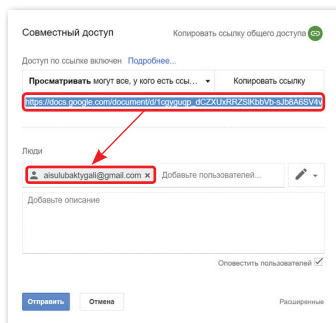 Совместный доступ
Копировать ссылку общего доступа
Доступ по ссылке включен Подробнее...
Просматривать могут все, у кого есть ссы...
Копировать ссылку
https://docs.google.com/document/d/1cgyguqp_dCZXUxRRZSIKbbVb-sJb8A6SV4v
Люди
aisulubaktygali@gmail.com × Добавьте пользователей...
Добавьте описание
Оповестить пользователей
Отправить
Отмена
Расширенные